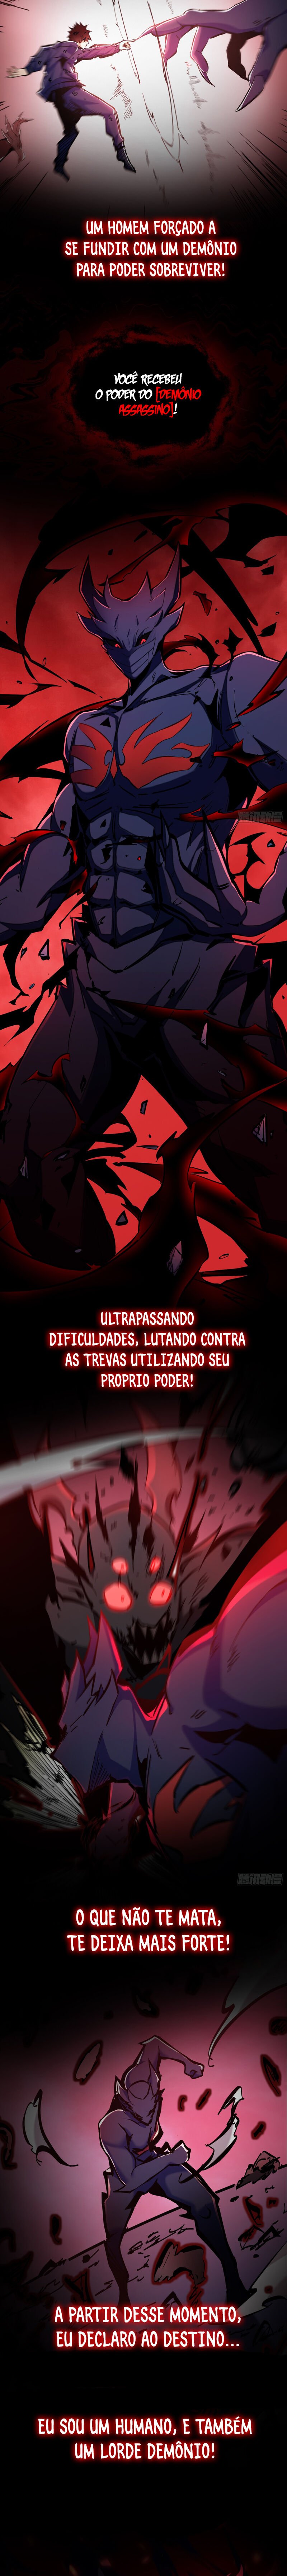 UM HOMEM FORÇADO A
SE FUNDIR COM UM DEMÔNIO
PARA PODER SOBREVIVER!
VOCÊ RECEBEU
O PODER DO [DEMÔNIO
ASSASSINO]!
ULTRAPASSANDO
DIFICULDADES, LUTANDO CONTRA
AS TREVAS UTILIZANDO SEU
PROPRIO PODER!
O QUE NÃO TE MATA,
TE DEIXA MAIS FORTE!
A PARTIR DESSE MOMENTO,
EU DECLARO AO DESTINO...
EU SOU UM HUMANO, E TAMBÉM
UM LORDE DEMÔNIO!